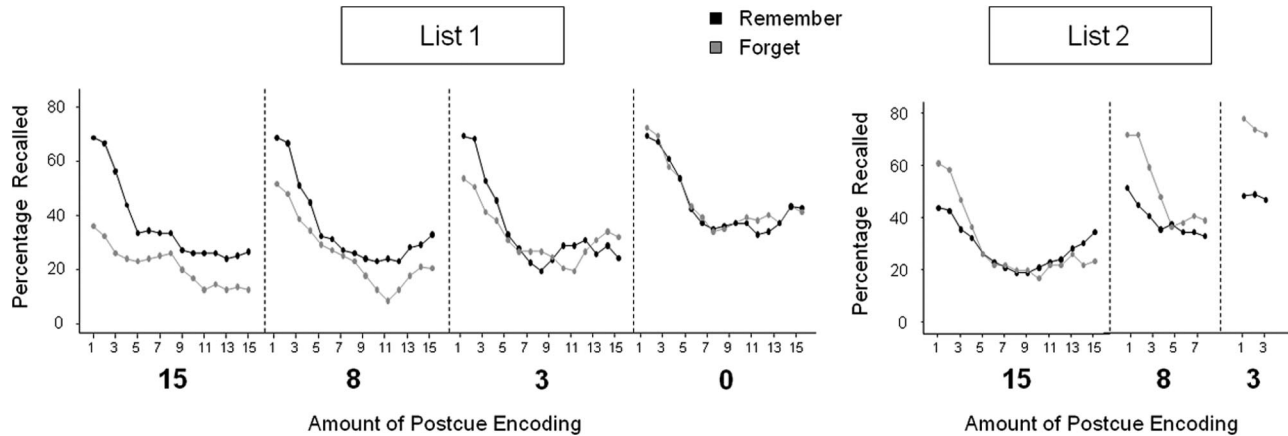 List 1
Remember
Forget
List 2
Percentage Recalled
80
60
40
20
0
1 3 5 7 9 11 13 15
1 3 5 7 9 11 13 15
1 3 5 7 9 11 13 15
1 3 5 7 9 11 13 15
15 8 3 0
Amount of Postcue Encoding
Percentage Recalled
80
60
40
20
0
1 3 5 7 9 11 13 15
1 3 5 7
1 3
15 8 3
Amount of Postcue Encoding